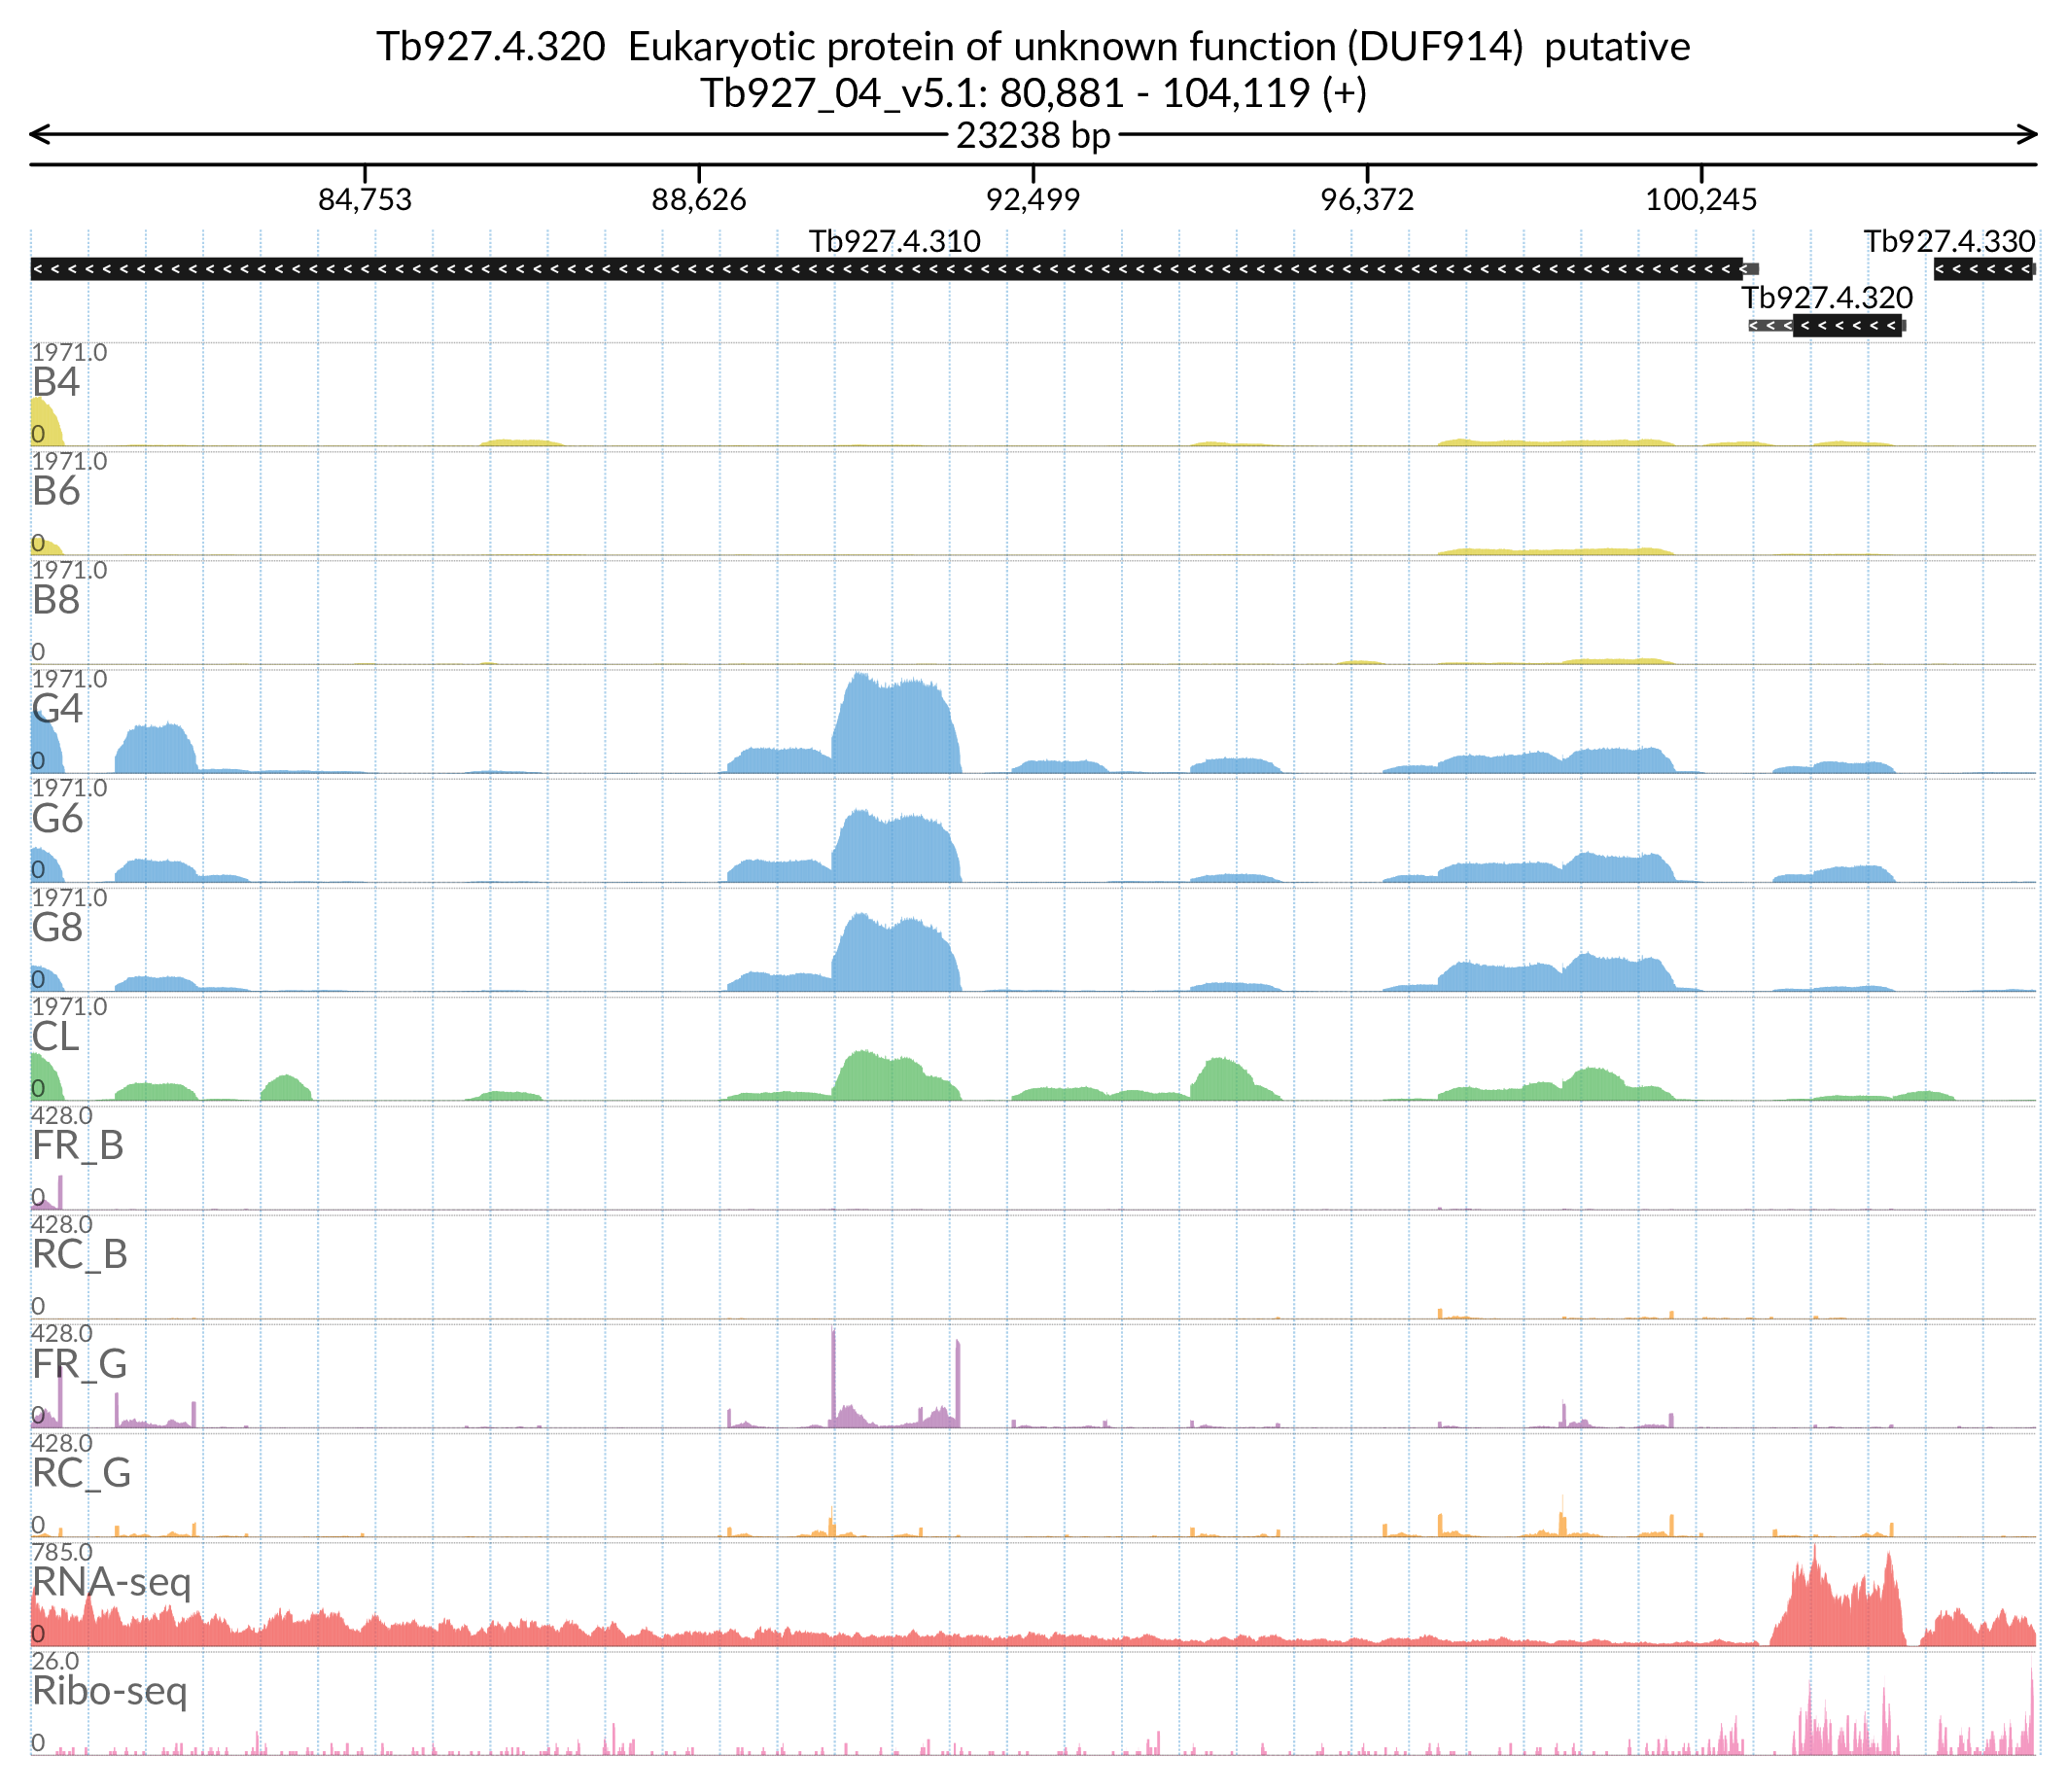 Tb927.4.320  Eukaryotic protein of unknown function (DUF914)  putative
Tb927_04_v5.1: 80,881 - 104,119 (+)
23238 bp
84,753 88,626 92,499 96,372 100,245
Tb927.4.310 Tb927.4.330
Tb927.4.320
1971.0
B4
0
1971.0
B6
0
1971.0
B8
0
1971.0
G4
0
1971.0
G6
0
1971.0
G8
0
1971.0
CL
0
428.0
FR_B
0
428.0
RC_B
0
428.0
FR_G
0
428.0
RC_G
0
785.0
RNA-seq
0
26.0
Ribo-seq
0